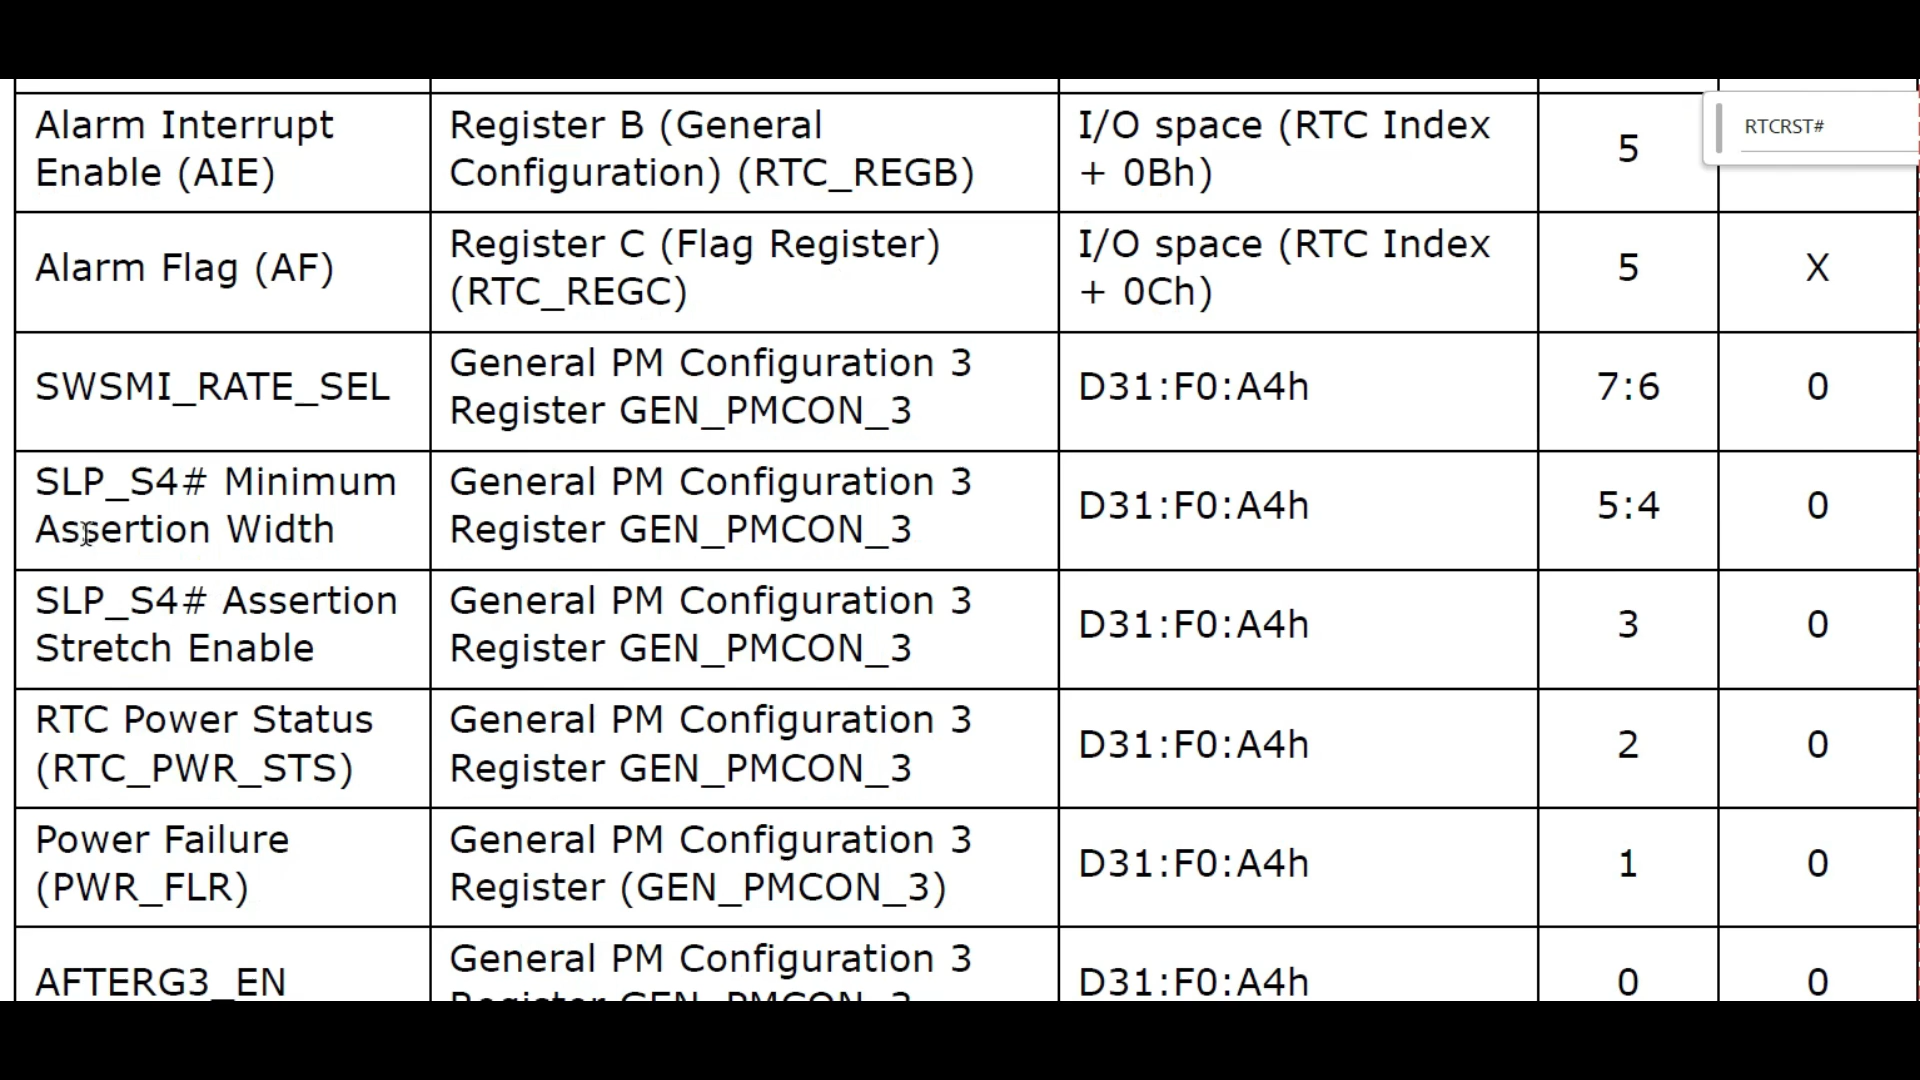 Alarm Interrupt
Enable (AIE)
Register B (General
Configuration) (RTC_REGB)
I/O space (RTC Index
+ 0Bh)
5
RTCRST#
Alarm Flag (AF)
Register C (Flag Register)
(RTC_REGC)
I/O space (RTC Index
+ 0Ch)
5
X
SWSMI_RATE_SEL
General PM Configuration 3
Register GEN_PMCON_3
D31:F0:A4h
7:6
0
SLP_S4# Minimum
Assertion Width
General PM Configuration 3
Register GEN_PMCON_3
D31:F0:A4h
5:4
0
SLP_S4# Assertion
Stretch Enable
General PM Configuration 3
Register GEN_PMCON_3
D31:F0:A4h
3
0
RTC Power Status
(RTC_PWR_STS)
General PM Configuration 3
Register GEN_PMCON_3
D31:F0:A4h
2
0
Power Failure
(PWR_FLR)
General PM Configuration 3
Register (GEN_PMCON_3)
D31:F0:A4h
1
0
AFTERG3_EN
General PM Configuration 3
Register GEN_PMCON_3
D31:F0:A4h
0
0